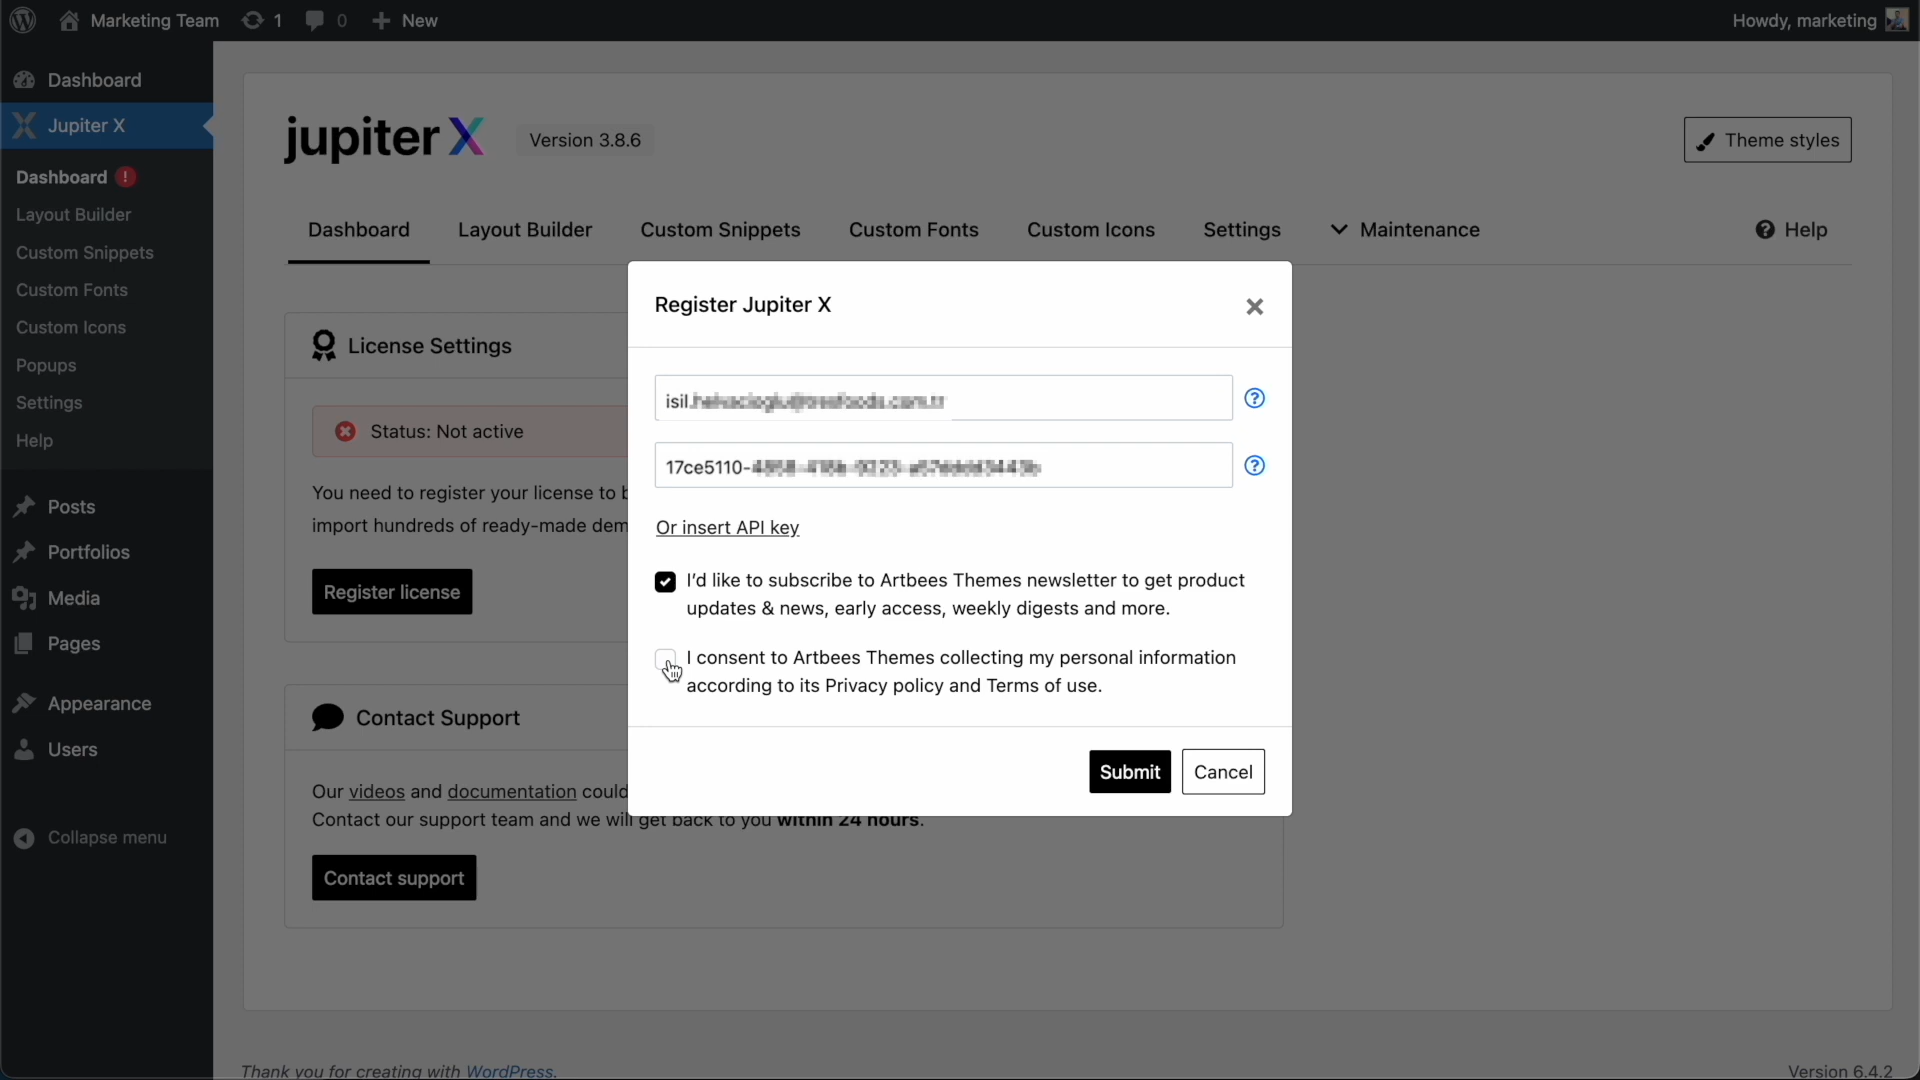 Marketing Team 1 0 New
Howdy, marketing
Dashboard
Jupiter X
Dashboard !
Layout Builder
Custom Snippets
Custom Fonts
Custom Icons
Popups
Settings
Help
Posts
Portfolios
Media
Pages
Appearance
Users
Collapse menu
jupiter X
Version 3.8.6
Theme styles
Dashboard Layout Builder Custom Snippets Custom Fonts Custom Icons Settings Maintenance Help
License Settings
Status: Not active
You need to register your license to
import hundreds of ready-made
Register license
Contact Support
Our videos and documentation could
Contact our support team and we will get back to you within 24 hours.
Contact support
Register Jupiter X
isil.
17ce5110-
Or insert API key
I'd like to subscribe to Artbees Themes newsletter to get product
updates & news, early access, weekly digests and more.
I consent to Artbees Themes collecting my personal information
according to its Privacy policy and Terms of use.
Submit
Cancel
Thank you for creating with WordPress.
Version 6.4.2